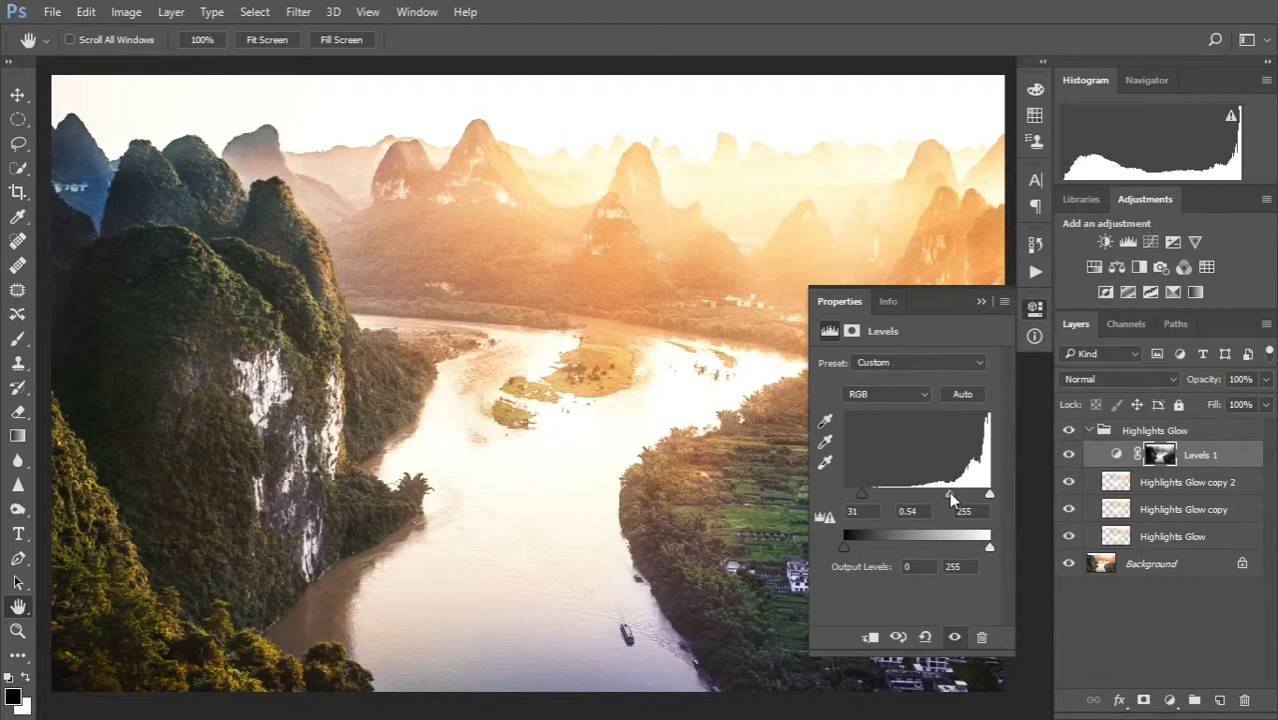 Ps File Edit Image Layer Type Select Filter 3D View Window Help
Scroll All Windows 100% Fit Screen Fill Screen
Histogram Navigator
Libraries Adjustments
Add an adjustment
Properties Info
Levels
Preset: Custom
RGB Auto
31 0.54 255
Output Levels: 0 255
Layers Channels Paths
Kind
Normal Opacity: 100%
Lock: Fill: 100%
Highlights Glow
Levels 1
Highlights Glow copy 2
Highlights Glow copy
Highlights Glow
Background